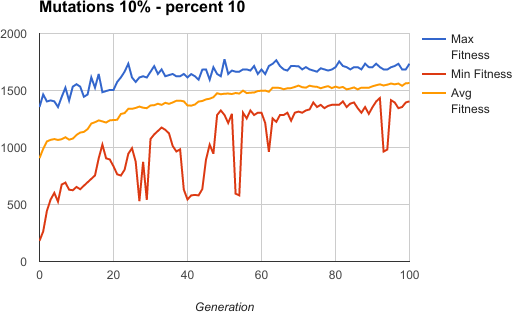 Mutations 10% - percent 10
2000
1500
1000
500
0
0 20 40 60 80 100
Generation
Max
Fitness
Min Fitness
Avg
Fitness